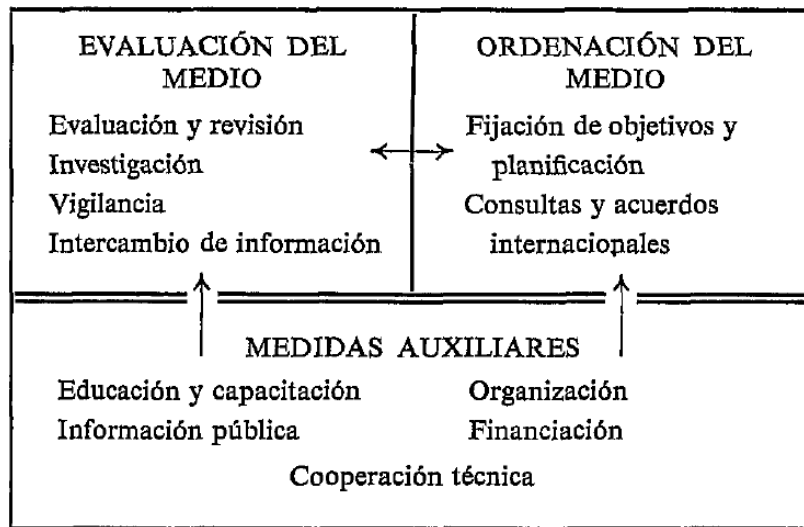 EVALUACIÓN DEL
MEDIO
Evaluación y revisión
Investigación
Vigilancia
Intercambio de información
ORDENACIÓN DEL
MEDIO
Fijación de objetivos y
planificación
Consultas y acuerdos
internacionales
MEDIDAS AUXILIARES
Educación y capacitación
Información pública
Organización
Financiación
Cooperación técnica